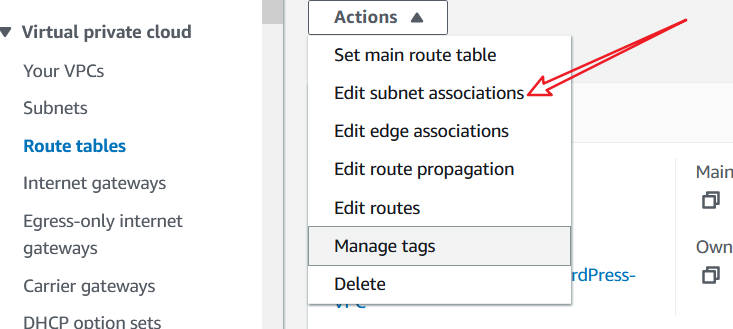 Virtual private cloud
Your VPCs
Subnets
Route tables
Internet gateways
Egress-only internet
gateways
Carrier gateways
DHCP option sets
Actions
Set main route table
Edit subnet associations
Edit edge associations
Edit route propagation
Edit routes
Manage tags
Delete
rdPress-
VPC
Main
Own